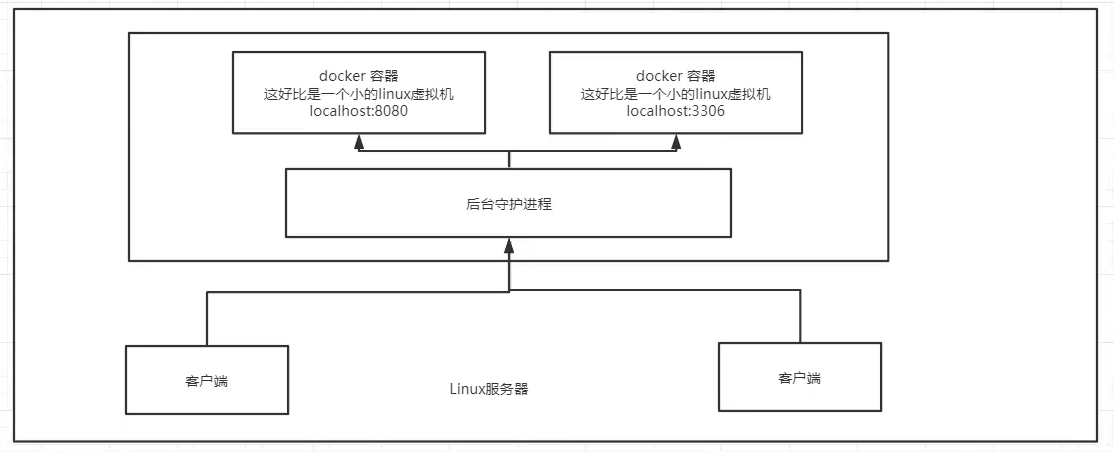 docker 容器
这好比是一个小的linux虚拟机
localhost:8080
docker 容器
这好比是一个小的linux虚拟机
localhost:3306
后台守护进程
客户端
Linux服务器
客户端